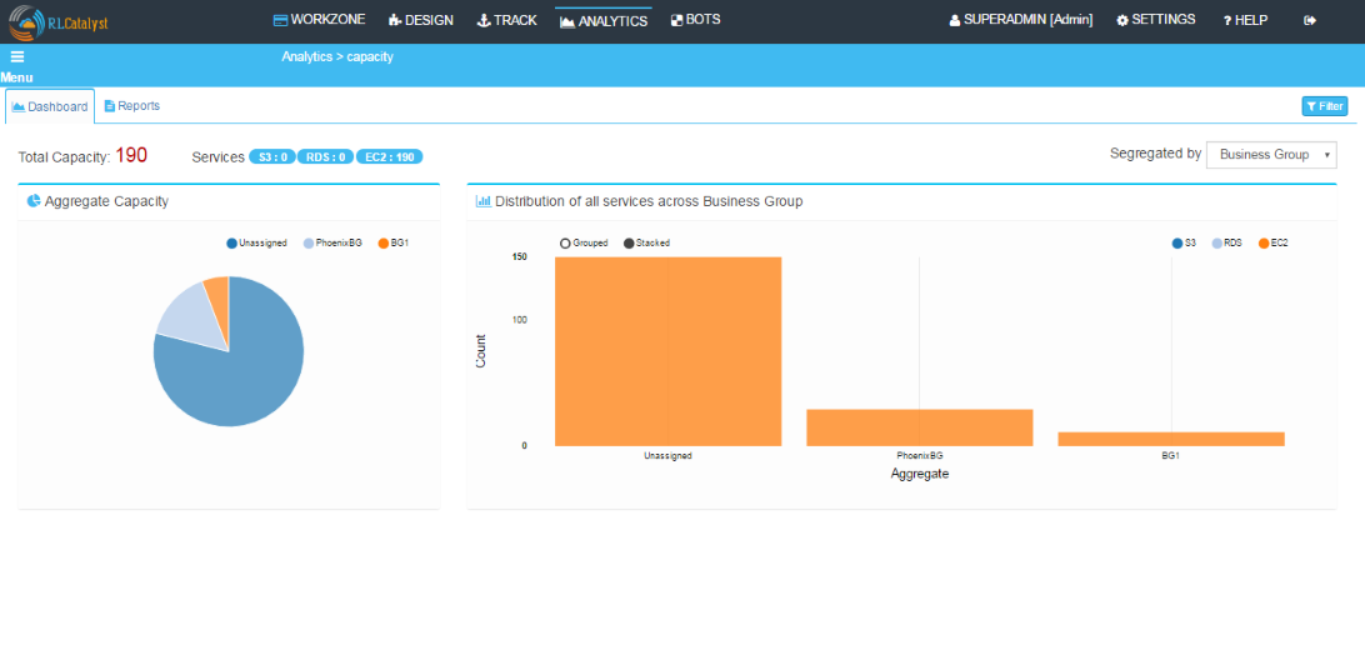 RLCatalyst WORKZONE DESIGN TRACK ANALYTICS BOTS SUPERADMIN [Admin] SETTINGS ? HELP
Menu Analytics > capacity
Dashboard Reports Filter
Total Capacity: 190 Services S3 : 0 RDS : 0 EC2 : 190 Segregated by Business Group
Aggregate Capacity
Unassigned PhoenixBG BG1
Distribution of all services across Business Group
Grouped Stacked S3 RDS EC2
150
100
Count
0
Unassigned PhoenixBG BG1
Aggregate